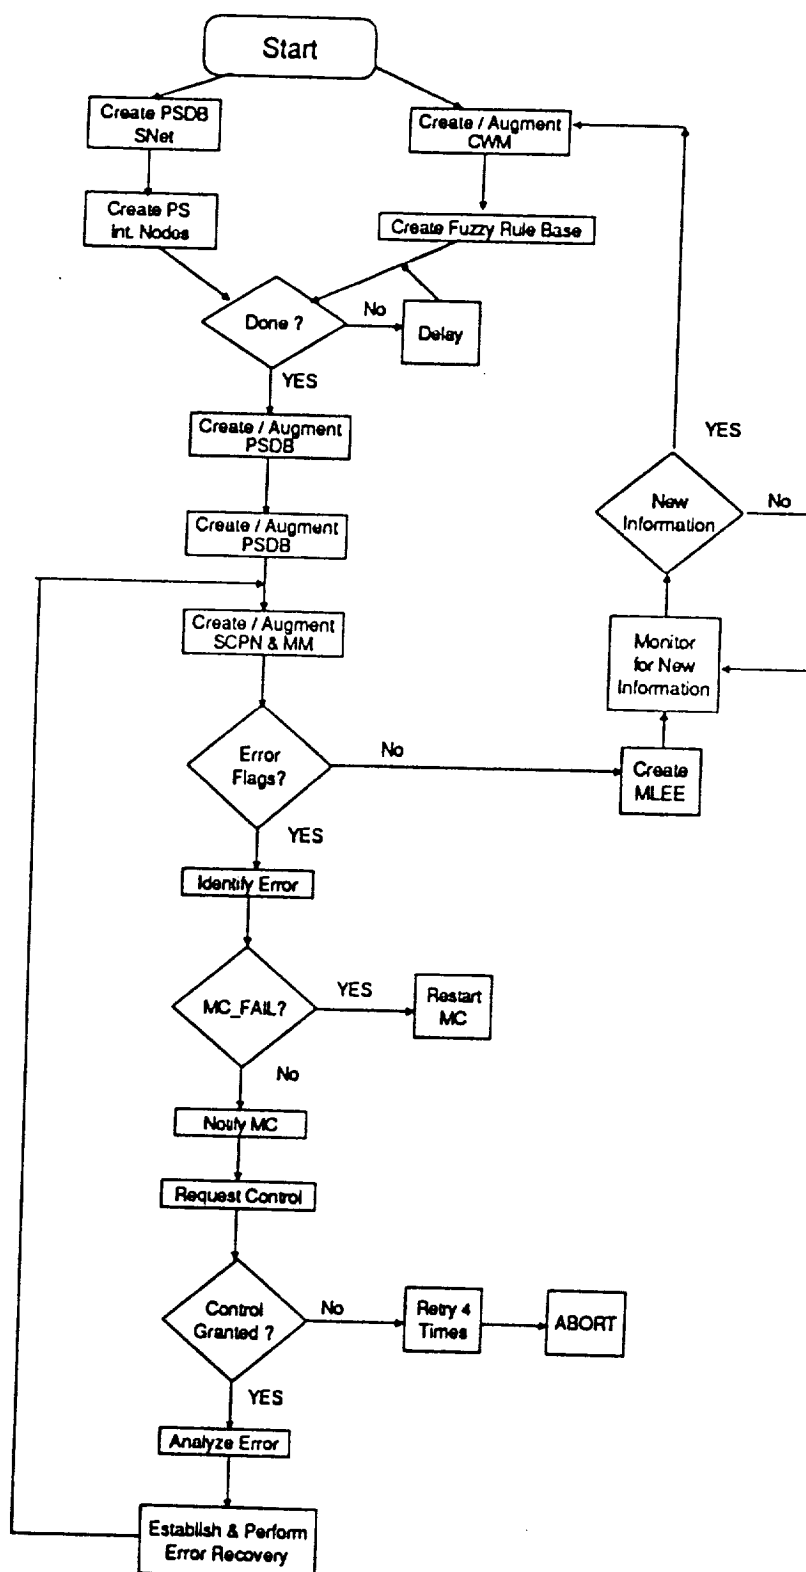 Start
Create PSDB
SNet
Create / Augment
CWM
Create PS
Int. Nodes
Create Fuzzy Rule Base
Done ?
No
Delay
YES
Create / Augment
PSDB
YES
New
Information
No
Create / Augment
PSDB
Create / Augment
SCPN & MM
Monitor
for New
Information
Error
Flags?
No
Create
MLEE
YES
Identify Error
MC_FAIL?
YES
Restart
MC
No
Notify MC
Request Control
Control
Granted ?
No
Retry 4
Times
ABORT
YES
Analyze Error
Establish & Perform
Error Recovery